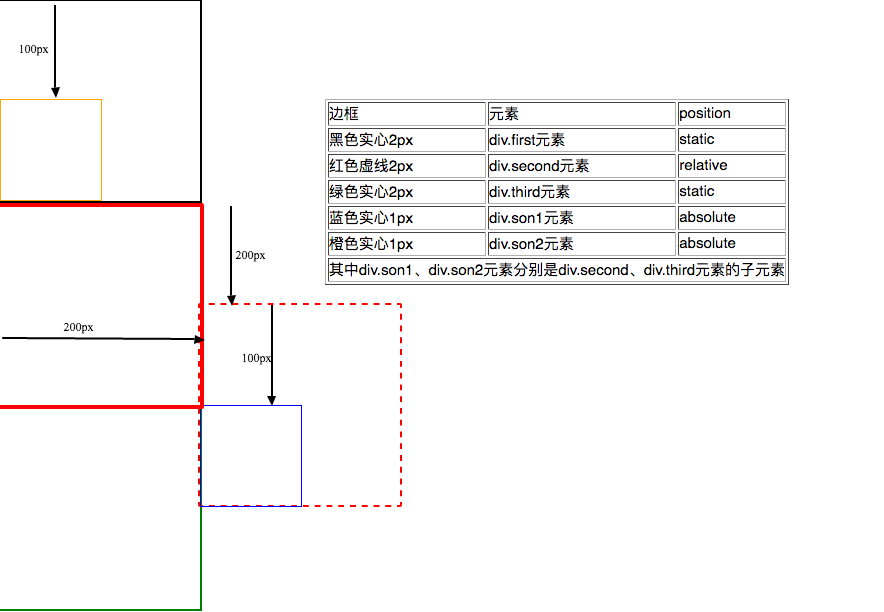 100px
边框 元素 position
黑色实心2px div.first元素 static
红色虚线2px div.second元素 relative
绿色实心2px div.third元素 static
蓝色实心1px div.son1元素 absolute
橙色实心1px div.son2元素 absolute
其中div.son1、div.son2元素分别是div.second、div.third元素的子元素
200px
200px
100px